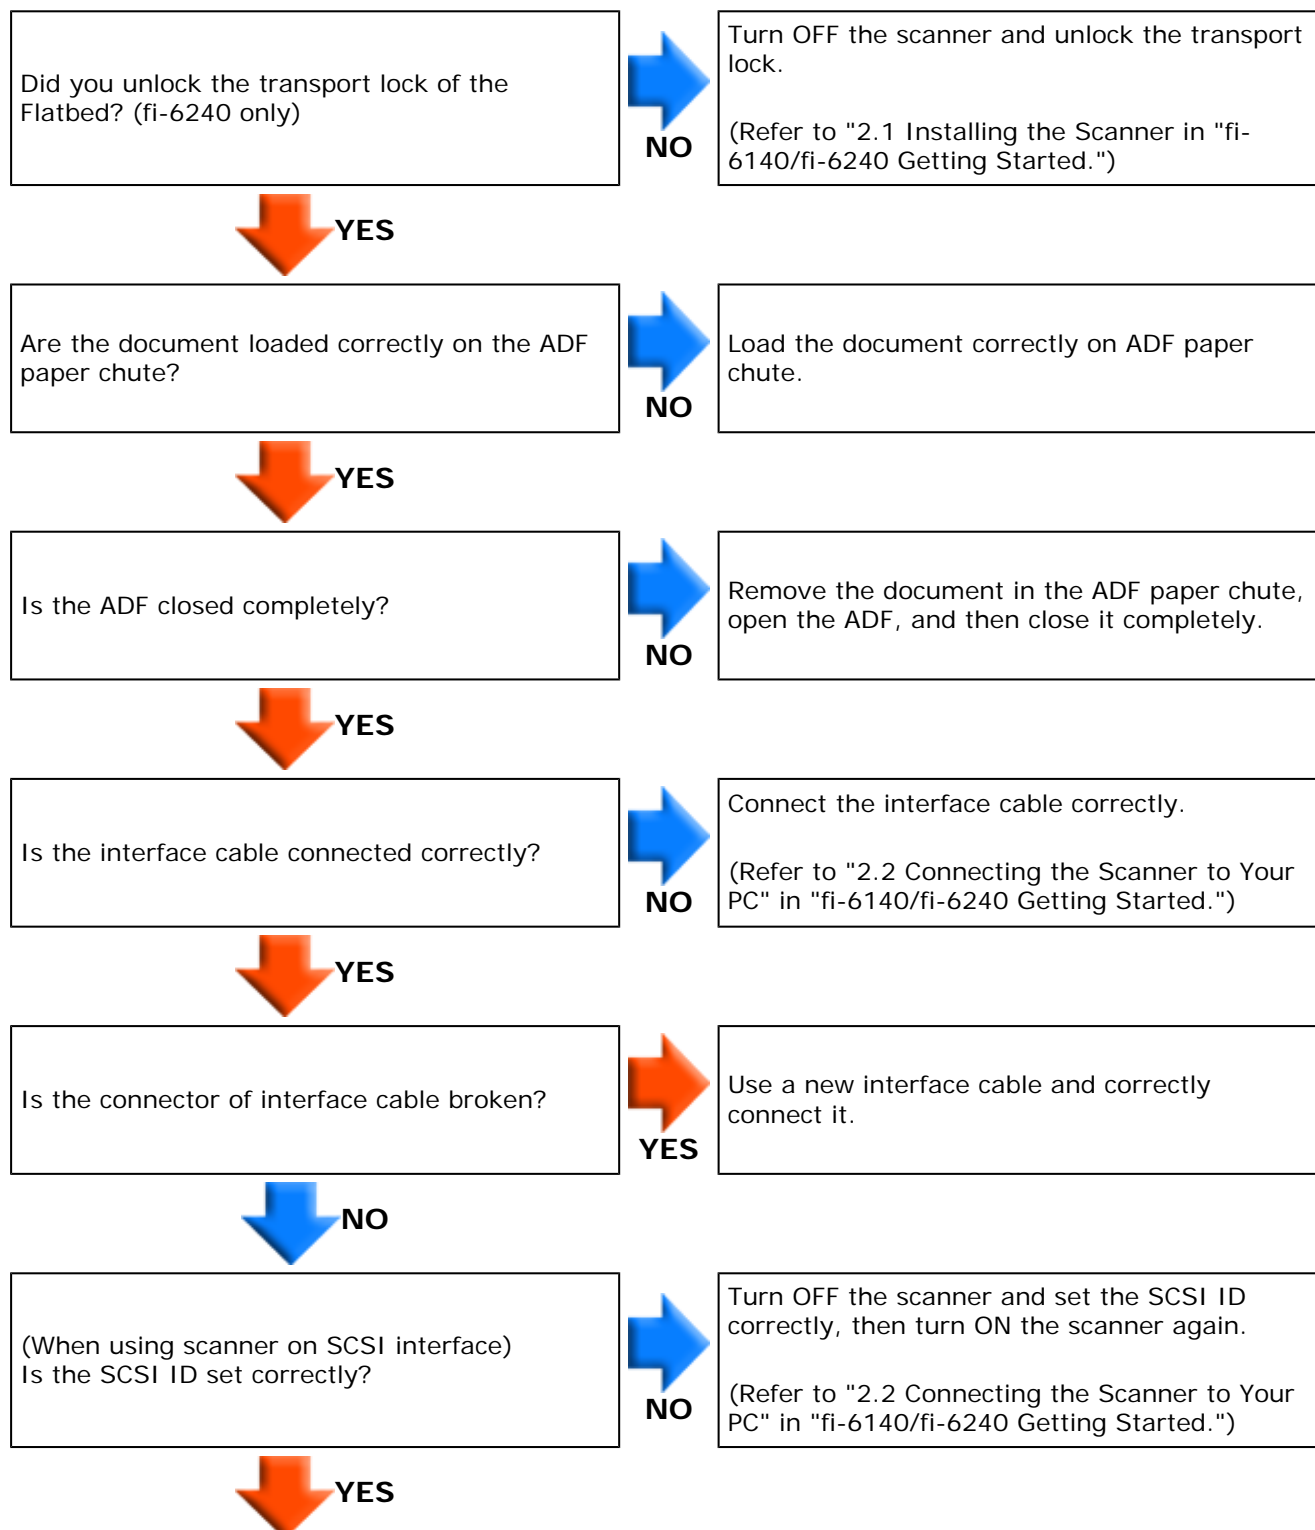 Did you unlock the transport lock of the
Flatbed? (fi-6240 only)
NO
Turn OFF the scanner and unlock the transport
lock.
(Refer to "2.1 Installing the Scanner in "fi-
6140/fi-6240 Getting Started.")
YES
Are the document loaded correctly on the ADF
paper chute?
NO
Load the document correctly on ADF paper
chute.
YES
Is the ADF closed completely?
NO
Remove the document in the ADF paper chute,
open the ADF, and then close it completely.
YES
Is the interface cable connected correctly?
NO
Connect the interface cable correctly.
(Refer to "2.2 Connecting the Scanner to Your
PC" in "fi-6140/fi-6240 Getting Started.")
YES
Is the connector of interface cable broken?
YES
Use a new interface cable and correctly
connect it.
NO
(When using scanner on SCSI interface)
Is the SCSI ID set correctly?
NO
Turn OFF the scanner and set the SCSI ID
correctly, then turn ON the scanner again.
(Refer to "2.2 Connecting the Scanner to Your
PC" in "fi-6140/fi-6240 Getting Started.")
YES